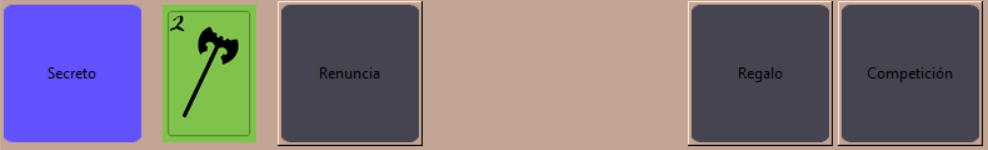 Secreto
2
Renuncia
Regalo
Competición